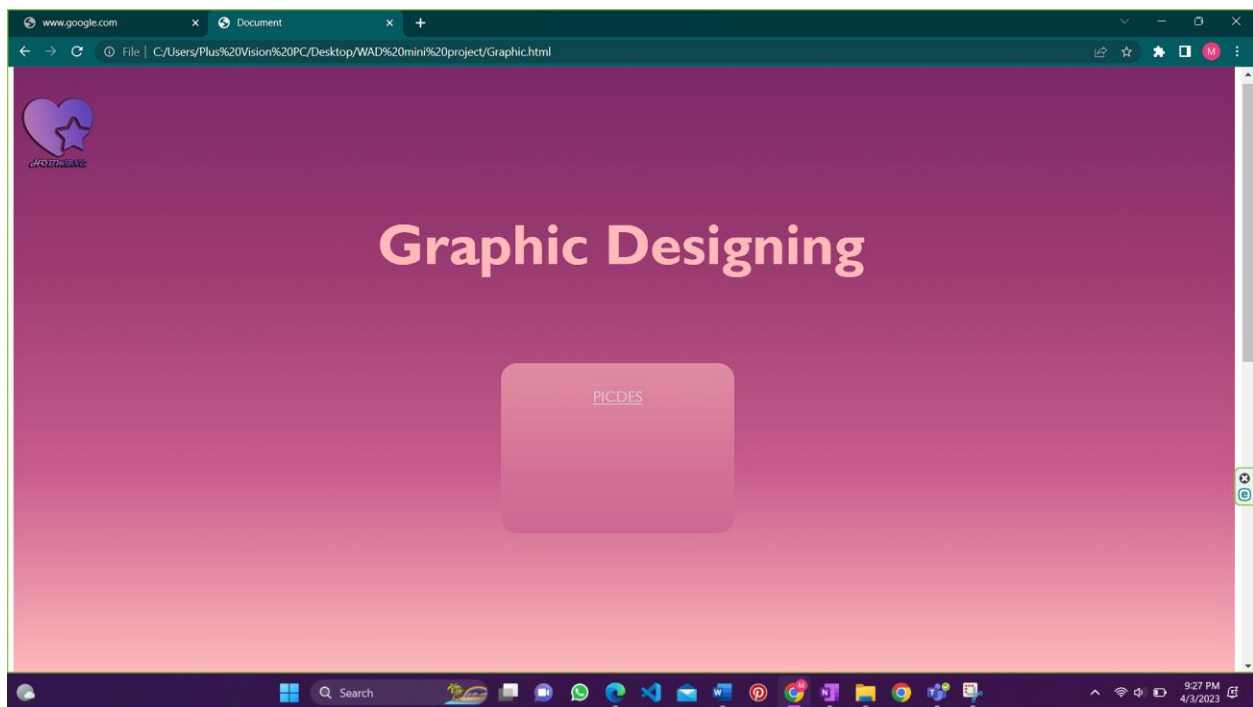 www.google.com
Document
File | C:/Users/Plus%20Vision%20PC/Desktop/WAD%20mini%20project/Graphic.html
M
Graphic Designing
PICDES
Search
9:27 PM
4/3/2023